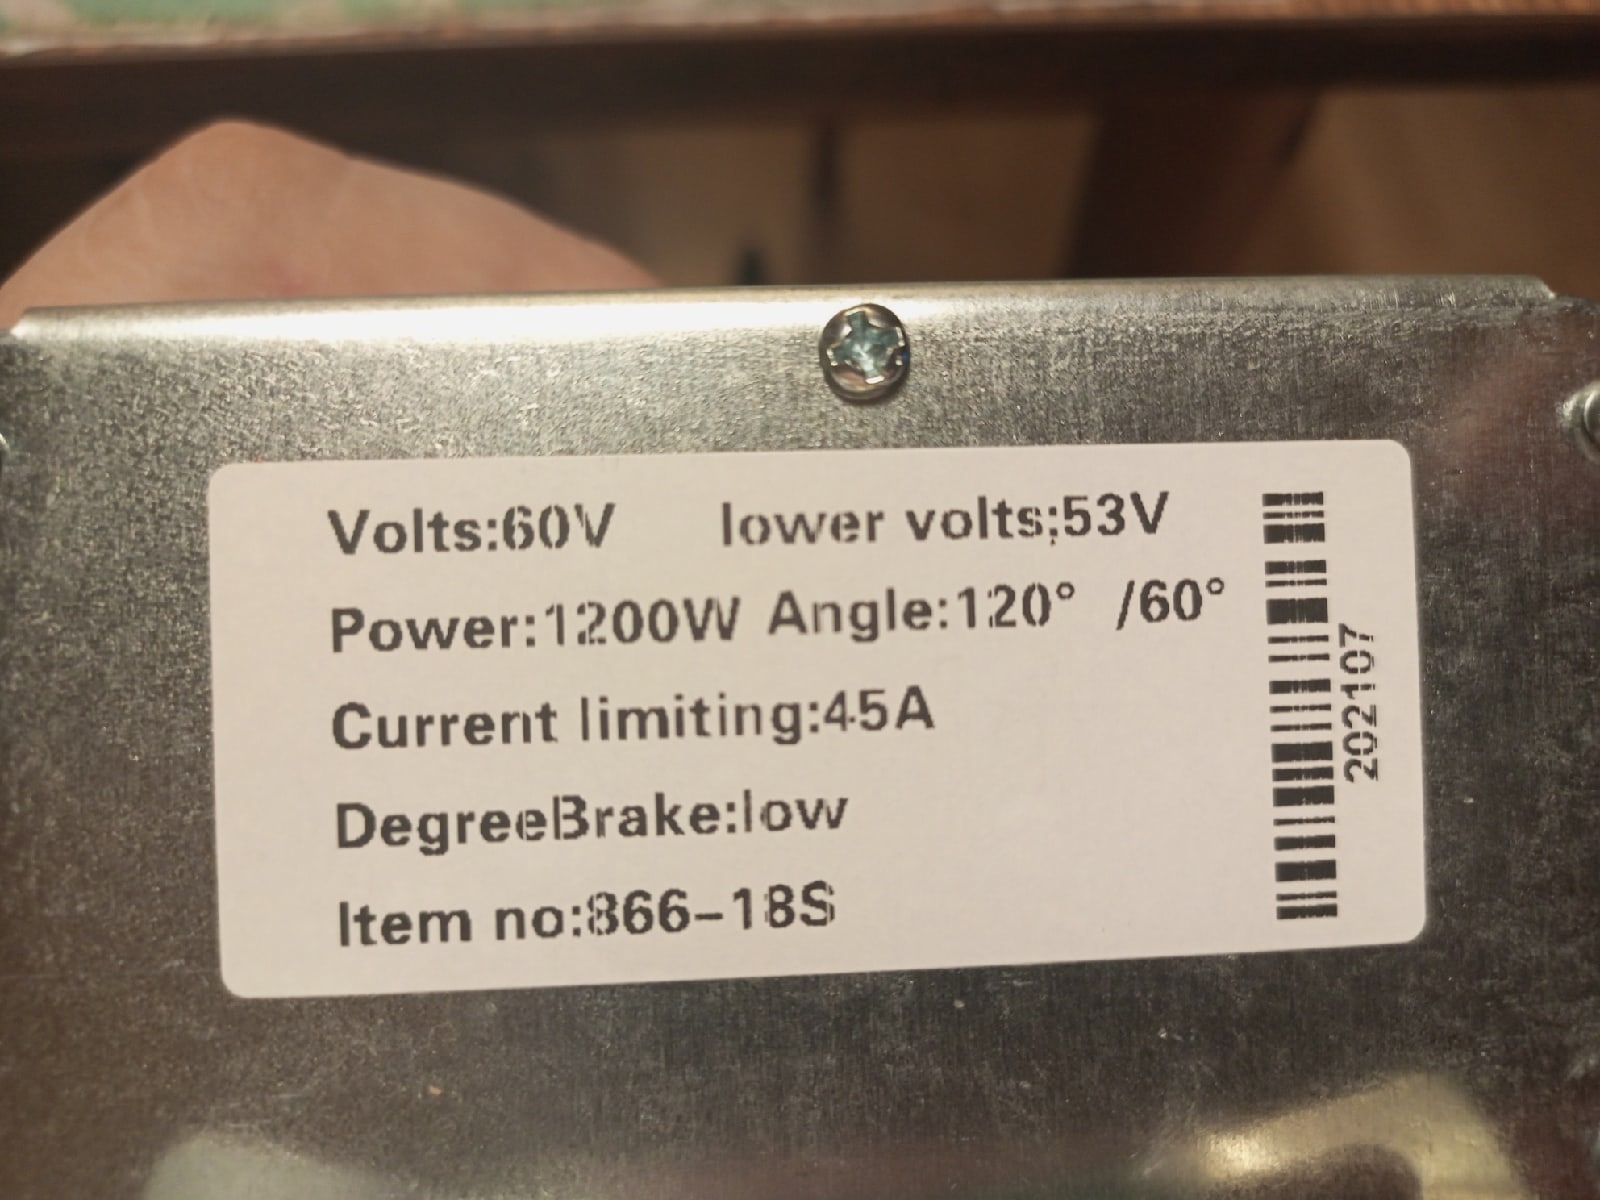 Volts:60V lower volts:53V
Power:1200W Angle:120° /60°
Current limiting:45A
DegreeBrake:low
Item no:866-18S
202107